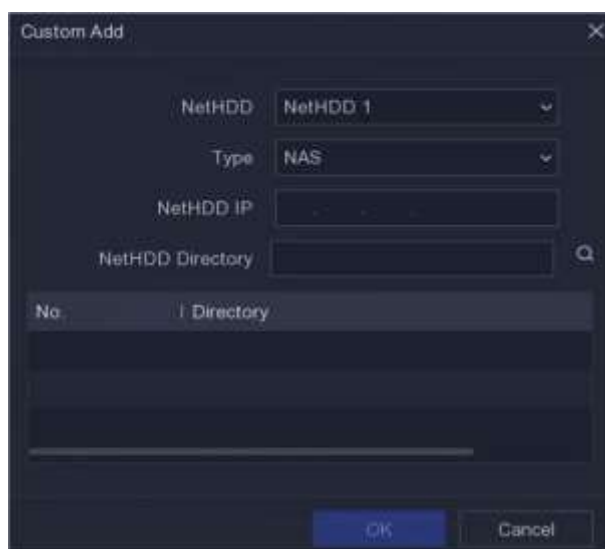 Custom Add
NetHDD NetHDD 1
Type NAS
NetHDD IP . . .
NetHDD Directory
No. Directory
OK Cancel